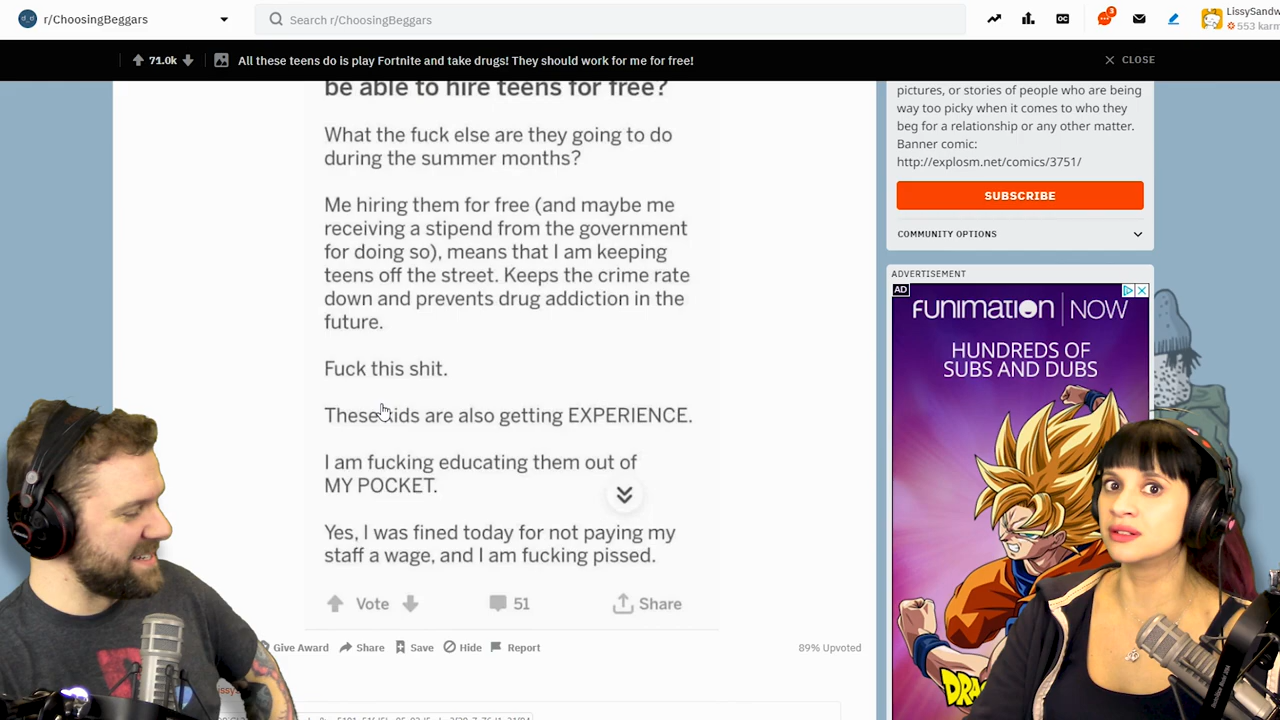 r/ChoosingBeggars
Search r/ChoosingBeggars
3
LissySandw
553 karm
71.0k
All these teens do is play Fortnite and take drugs! They should work for me for free!
CLOSE
be able to hire teens for free?
What the fuck else are they going to do
during the summer months?
Me hiring them for free (and maybe me
receiving a stipend from the government
for doing so), means that I am keeping
teens off the street. Keeps the crime rate
down and prevents drug addiction in the
future.
Fuck this shit.
These kids are also getting EXPERIENCE.
I am fucking educating them out of
MY POCKET.
Yes, I was fined today for not paying my
staff a wage, and I am fucking pissed.
Vote
51
Share
Give Award
Share
Save
Hide
Report
89% Upvoted
pictures, or stories of people who are being
way too picky when it comes to who they
beg for a relationship or any other matter.
Banner comic:
http://explosm.net/comics/3751/
SUBSCRIBE
COMMUNITY OPTIONS
ADVERTISEMENT
AD
FUNIMATION | NOW
HUNDREDS OF
SUBS AND DUBS